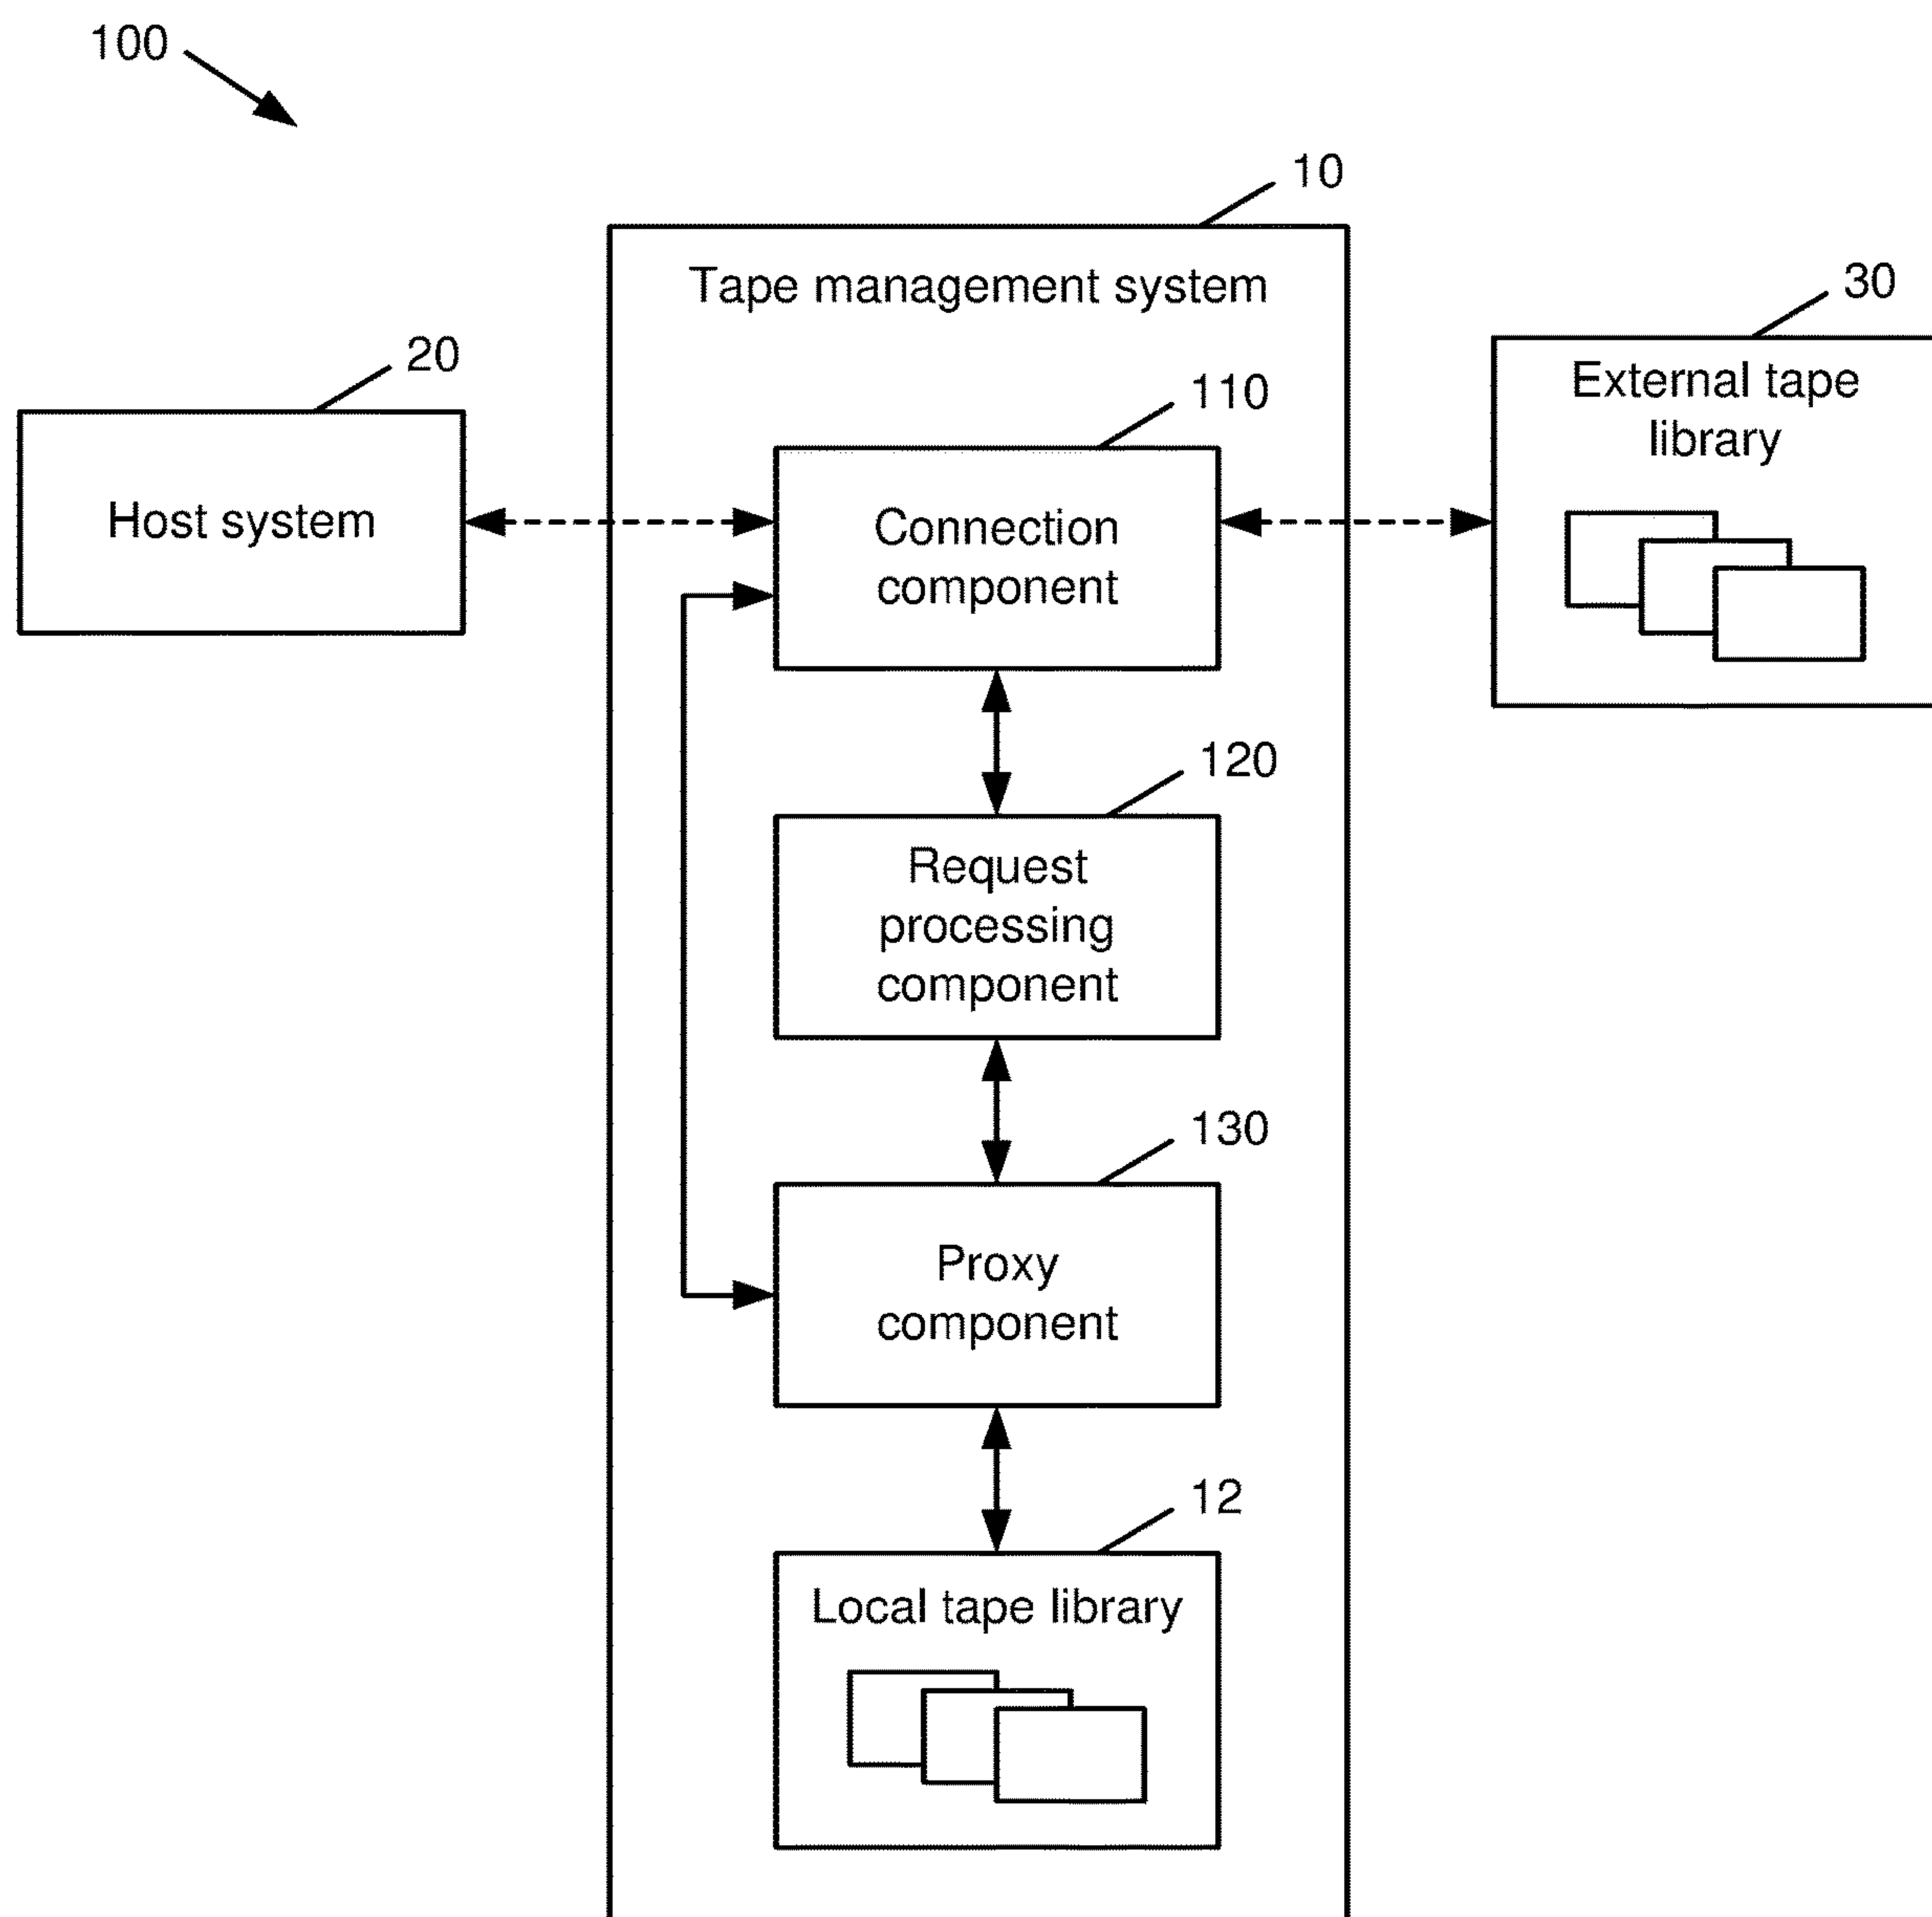 100
10
Tape management system
30
External tape
library
20
Host system
110
Connection
component
120
Request
processing
component
130
Proxy
component
12
Local tape library